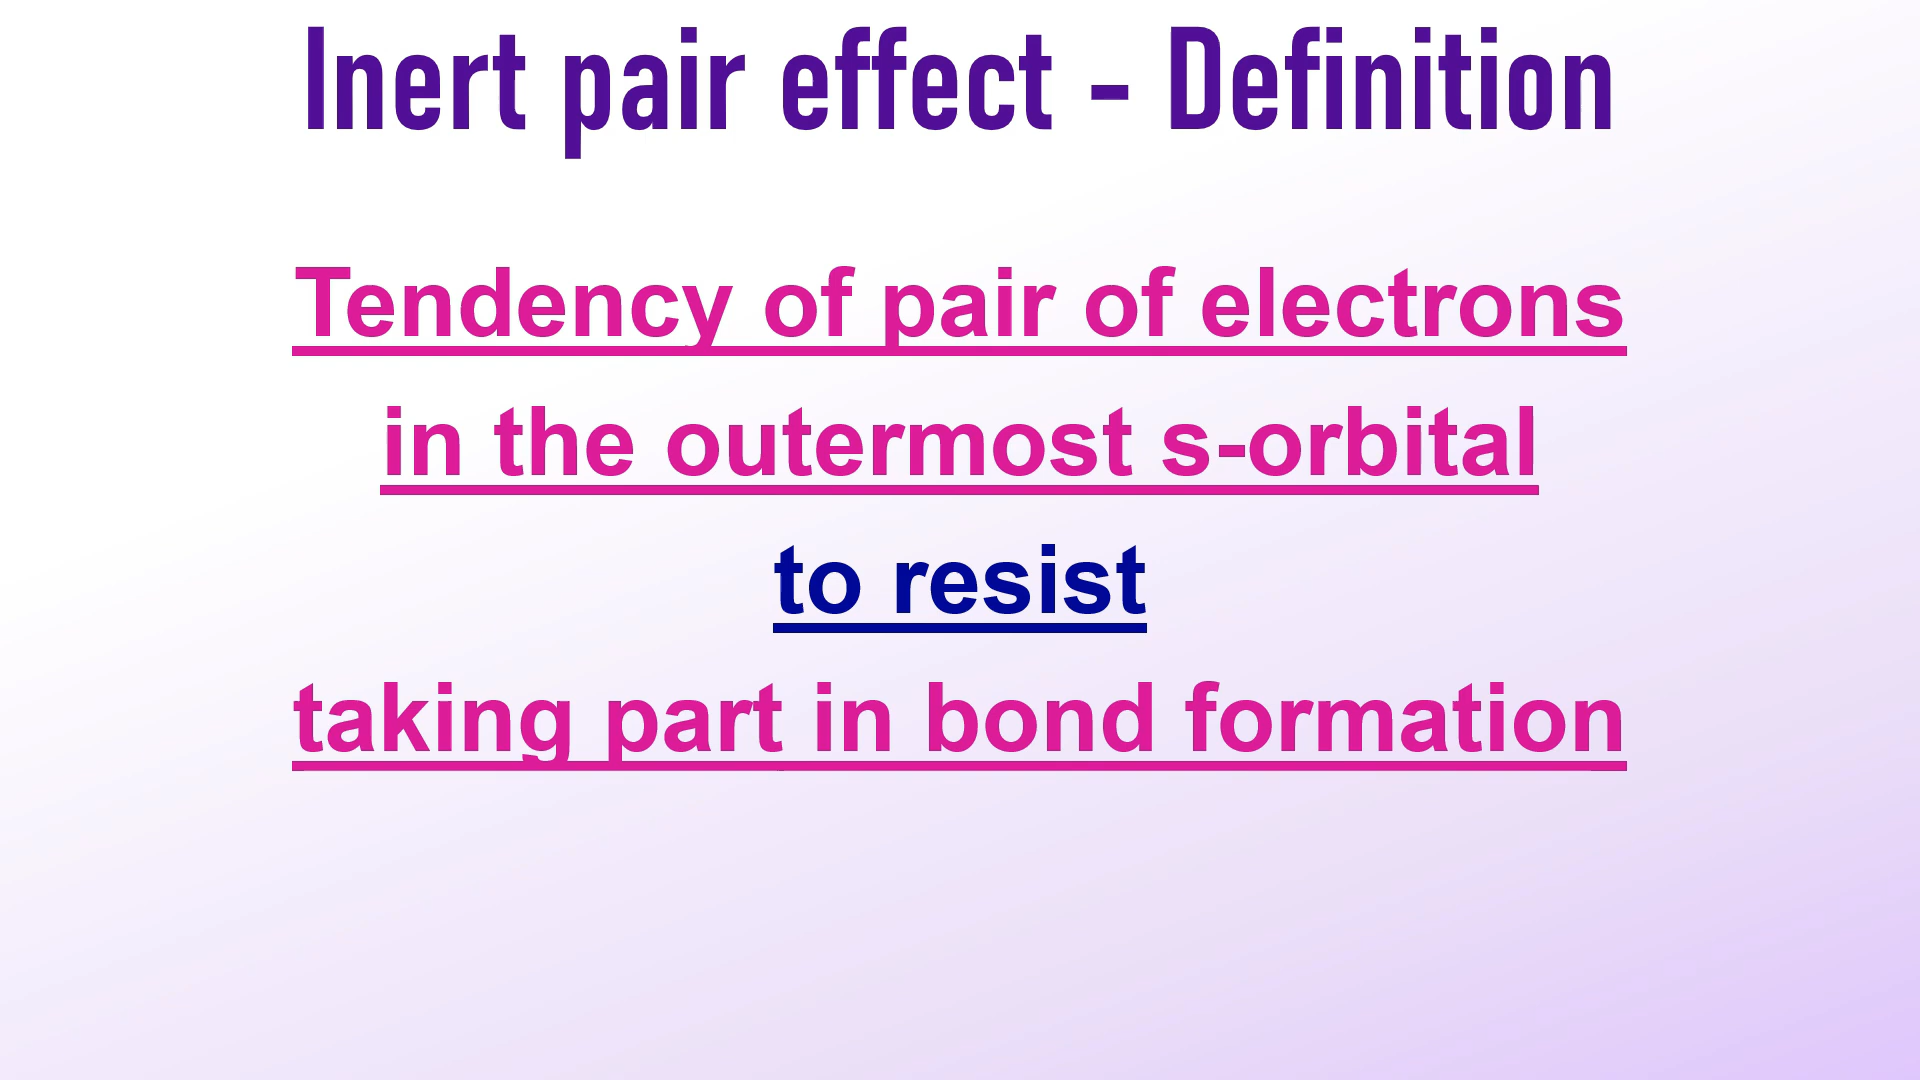 Inert pair effect - Definition
Tendency of pair of electrons
in the outermost s-orbital
to resist
taking part in bond formation